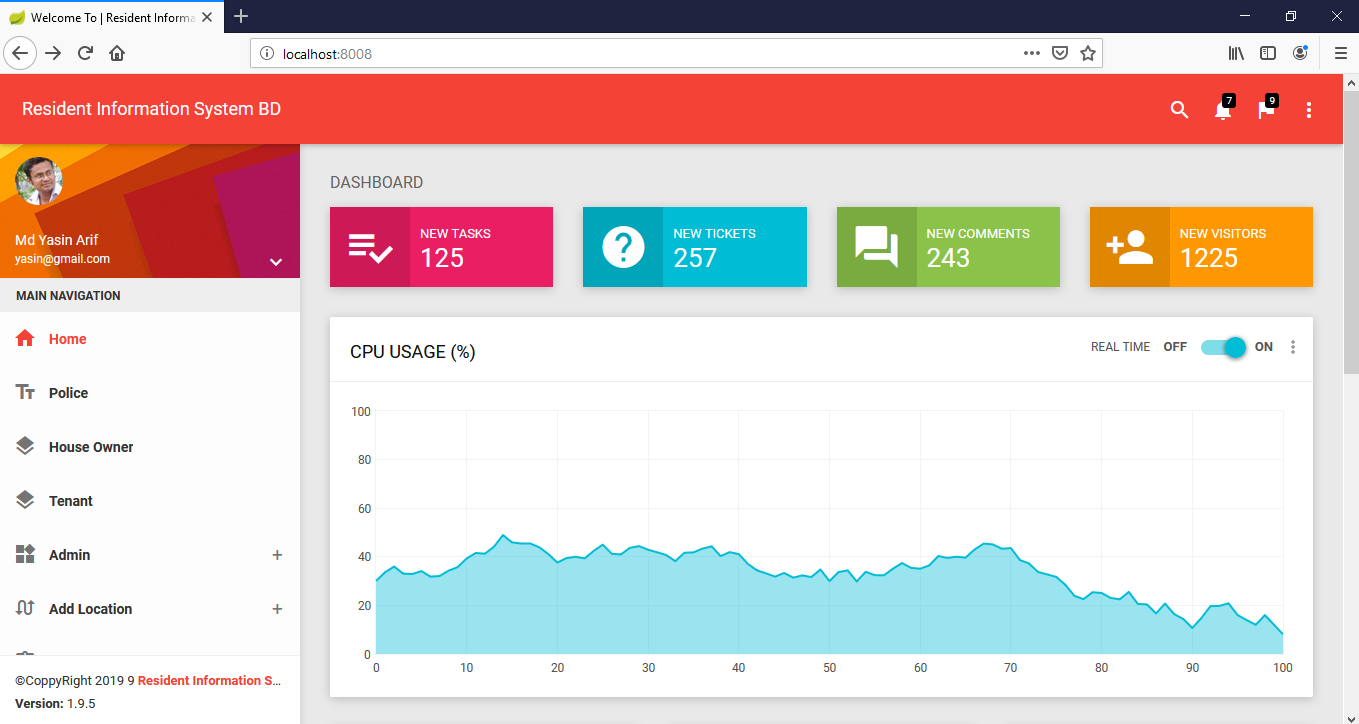 Welcome To | Resident Informa
localhost:8008
Resident Information System BD
7
9
Md Yasin Arif
yasin@gmail.com
MAIN NAVIGATION
Home
Police
House Owner
Tenant
Admin
Add Location
©CoppyRight 2019 9 Resident Information S...
Version: 1.9.5
DASHBOARD
NEW TASKS
125
NEW TICKETS
257
NEW COMMENTS
243
NEW VISITORS
1225
CPU USAGE (%)
REAL TIME OFF ON
100
80
60
40
20
0
0 10 20 30 40 50 60 70 80 90 100